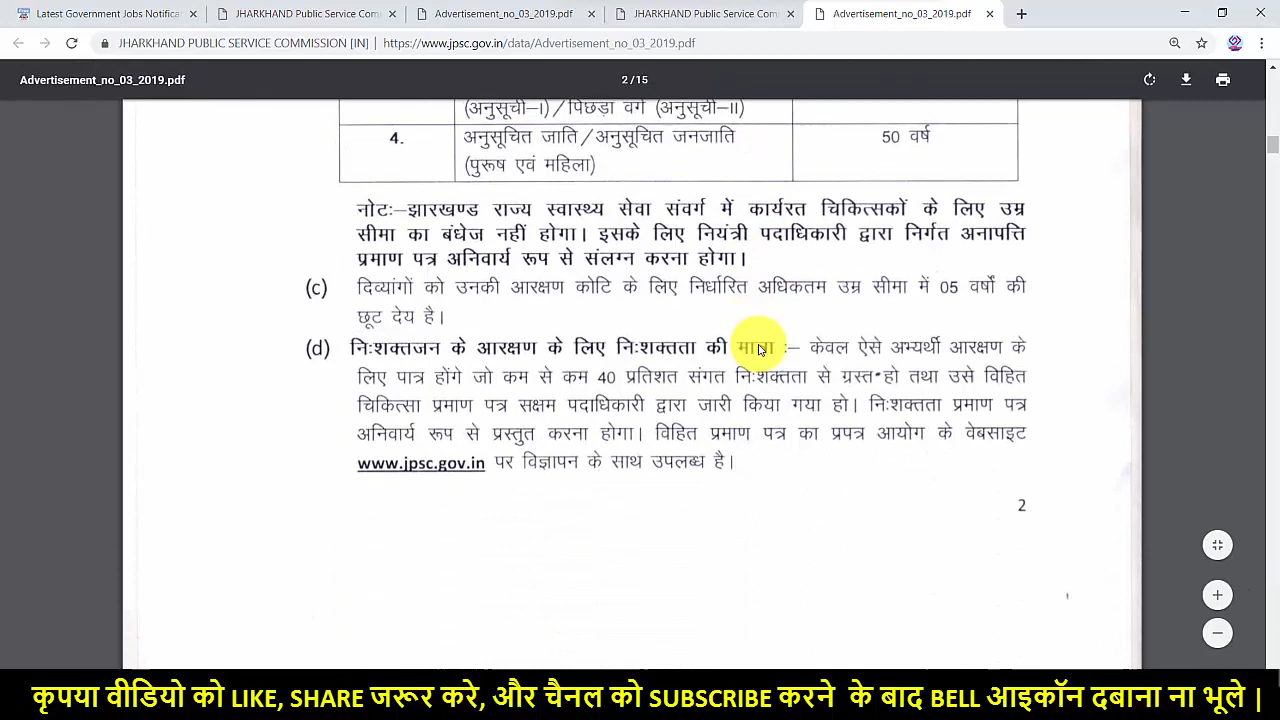 Latest Government Jobs Notifica
JHARKHAND Public Service Com
Advertisement_no_03_2019.pdf
JHARKHAND Public Service Com
Advertisement_no_03_2019.pdf
JHARKHAND PUBLIC SERVICE COMMISSION [IN] | https://www.jpsc.gov.in/data/Advertisement_no_03_2019.pdf
Advertisement_no_03_2019.pdf
2 / 15
(अनुसूची–I) / पिछड़ा वर्ग (अनुसूची–II)
4. अनुसूचित जाति / अनुसूचित जनजाति 50 वर्ष
(पुरूष एवं महिला)
नोटः–झारखण्ड राज्य स्वास्थ्य सेवा संवर्ग में कार्यरत चिकित्सकों के लिए उम्र
सीमा का बंधेज नहीं होगा। इसके लिए नियंत्री पदाधिकारी द्वारा निर्गत अनापत्ति
प्रमाण पत्र अनिवार्य रूप से संलग्न करना होगा।
(c) दिव्यांगों को उनकी आरक्षण कोटि के लिए निर्धारित अधिकतम उम्र सीमा में 05 वर्षों की
छूट देय है।
(d) निःशक्तजन के आरक्षण के लिए निःशक्तता की मात्रा :– केवल ऐसे अभ्यर्थी आरक्षण के
लिए पात्र होंगे जो कम से कम 40 प्रतिशत संगत निःशक्तता से ग्रस्त हो तथा उसे विहित
चिकित्सा प्रमाण पत्र सक्षम पदाधिकारी द्वारा जारी किया गया हो। निःशक्तता प्रमाण पत्र
अनिवार्य रूप से प्रस्तुत करना होगा। विहित प्रमाण पत्र का प्रपत्र आयोग के वेबसाइट
www.jpsc.gov.in पर विज्ञापन के साथ उपलब्ध है।
2
कृपया वीडियो को LIKE, SHARE जरूर करे, और चैनल को SUBSCRIBE करने के बाद BELL आइकॉन दबाना ना भूले |